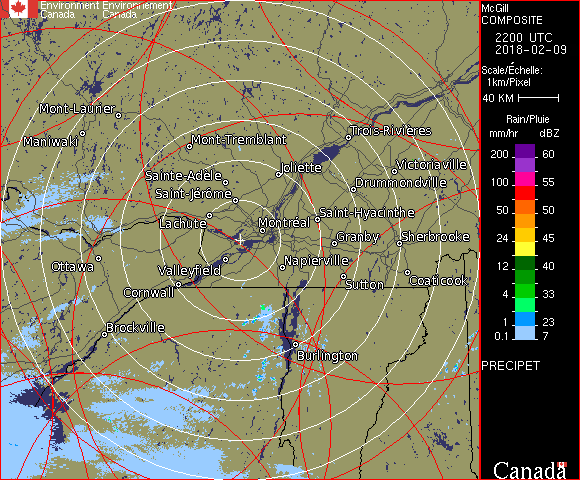 Environment Environnement
Canada Canada
McGill
COMPOSITE
2200 UTC
2018-02-09
Scale/Échelle:
1km/Pixel
40 KM
Rain/Pluie
mm/hr dBZ
200 60
100 55
50 50
24 45
12 40
4 33
2 30
1 23
0.1 7
PRECIPET
Canada
Mont-Laurier
Maniwaki
Mont-Tremblant
Trois-Rivières
Sainte-Adèle
Joliette
Victoriaville
Saint-Jérôme
Drummondville
Lachute
Montréal
Saint-Hyacinthe
Granby
Sherbrooke
Ottawa
Valleyfield
Napierville
Cornwall
Sutton
Coaticook
Brockville
Burlington